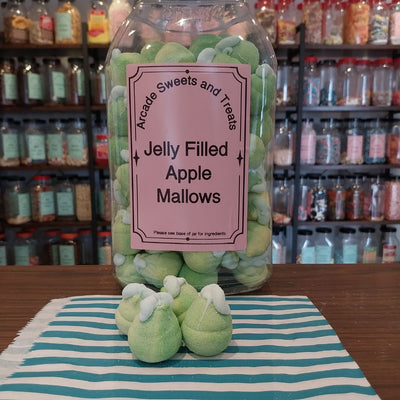 Arcade Sweets and Treats
Jelly Filled
Apple
Mallows
Please see base of jar for ingredients